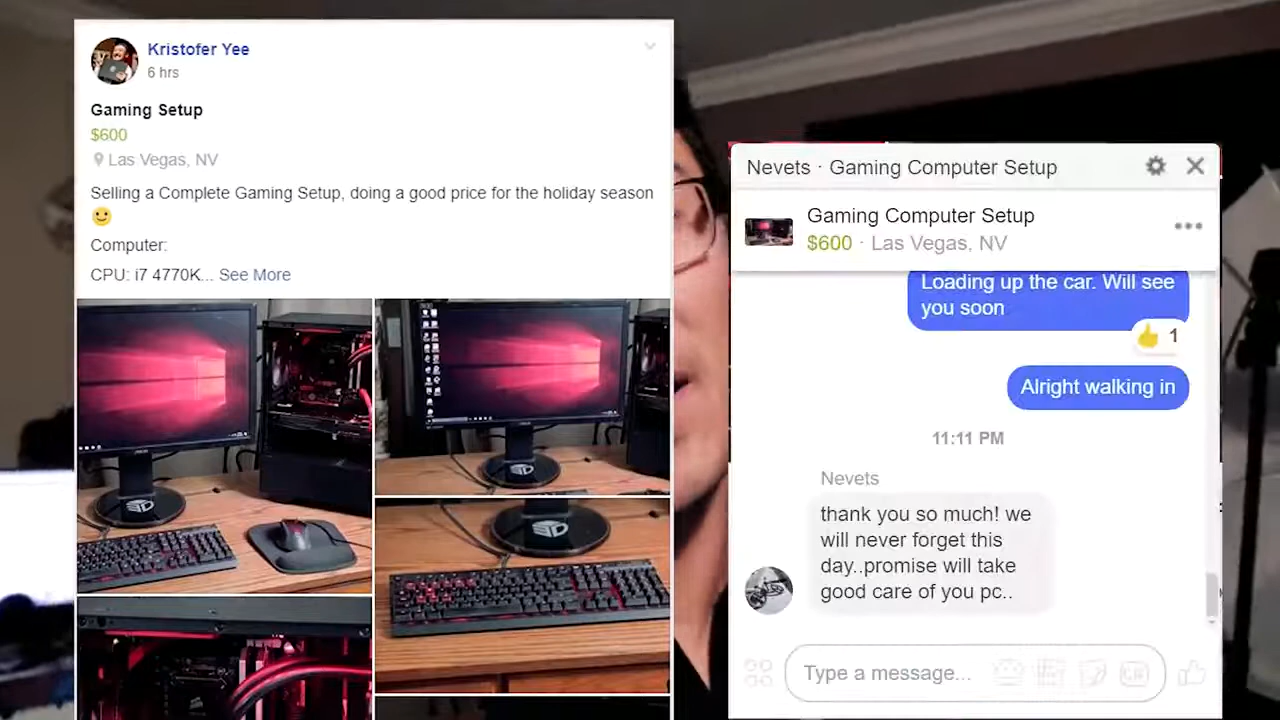 Kristofer Yee
6 hrs
Gaming Setup
$600
Las Vegas, NV
Selling a Complete Gaming Setup, doing a good price for the holiday season
🙂
Computer:
CPU: i7 4770K... See More
Nevets · Gaming Computer Setup
Gaming Computer Setup
$600 · Las Vegas, NV
Loading up the car. Will see
you soon
👍 1
Alright walking in
11:11 PM
Nevets
thank you so much! we
will never forget this
day..promise will take
good care of you pc..
Type a message...